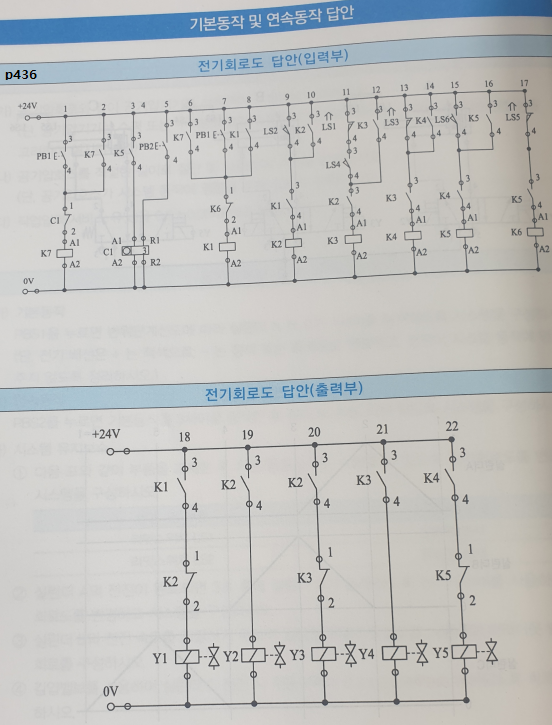 기본동작 및 연속동작 답안
전기회로도 답안(입력부)
p436
+24V 1 2 3 4 5 6 7 8 9 10 11 12 13 14 15 16 17
3 3 3 3 3 3 3 3 3 3 3 3 3 3 3 3
PB1 K7 K5 PB2 K7 PB1 K1 LS2 K2 LS1 K3 LS3 K4 LS6 K5 LS5
4 4 4 4 4 4 4 4 4 4 4 4 4 4 4 4
3
LS4
4
1 1 3 3 3 3 3 3
C1 K6 K1 K2 K3 K4 K5
2 2 4 4 4 4 4
A1 A1 R1 A1 A1 A1 A1 A1 A1
K7 C1 3 K1 K2 K3 K4 K5 K6
A2 A2 R2 A2 A2 A2 A2 A2 A2
0V
전기회로도 답안(출력부)
+24V 18 19 20 21 22
3 3 3 3 3
K1 K2 K2 K3 K4
4 4 4 4 4
1 1 1
K2 K3 K5
2 2 2
Y1 Y2 Y3 Y4 Y5
0V